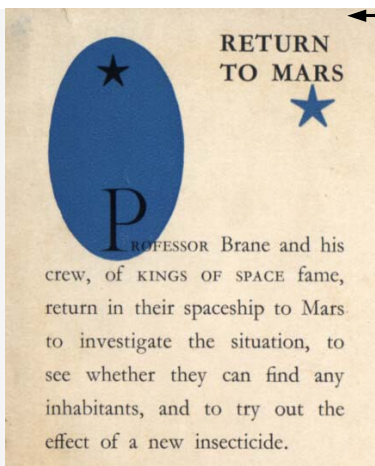 RETURN
TO MARS
PROFESSOR Brane and his
crew, of KINGS OF SPACE fame,
return in their spaceship to Mars
to investigate the situation, to
see whether they can find any
inhabitants, and to try out the
effect of a new insecticide.